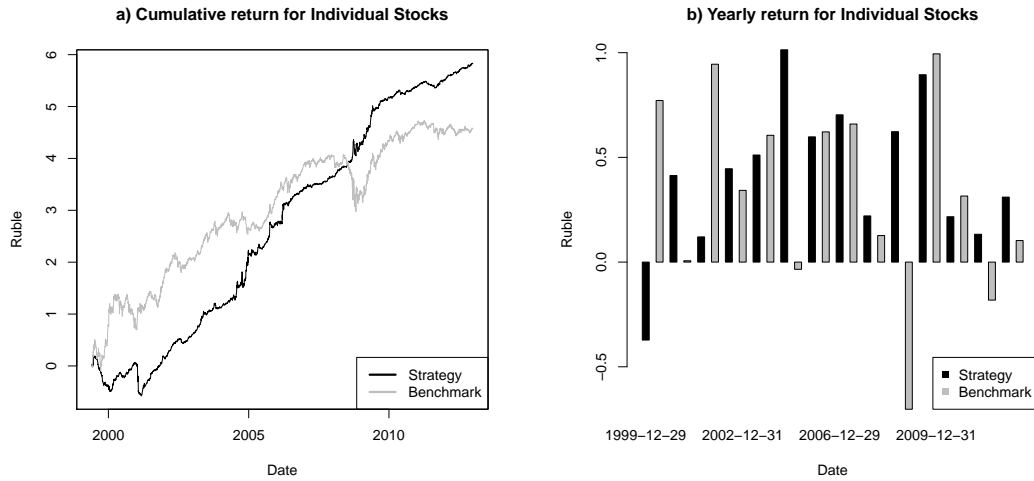 a) Cumulative return for Individual Stocks
Ruble
6
5
4
3
2
1
0
2000 2005 2010
Date
Strategy
Benchmark
b) Yearly return for Individual Stocks
Ruble
1.0
0.5
0.0
−0.5
1999−12−29 2002−12−31 2006−12−29 2009−12−31
Date
Strategy
Benchmark